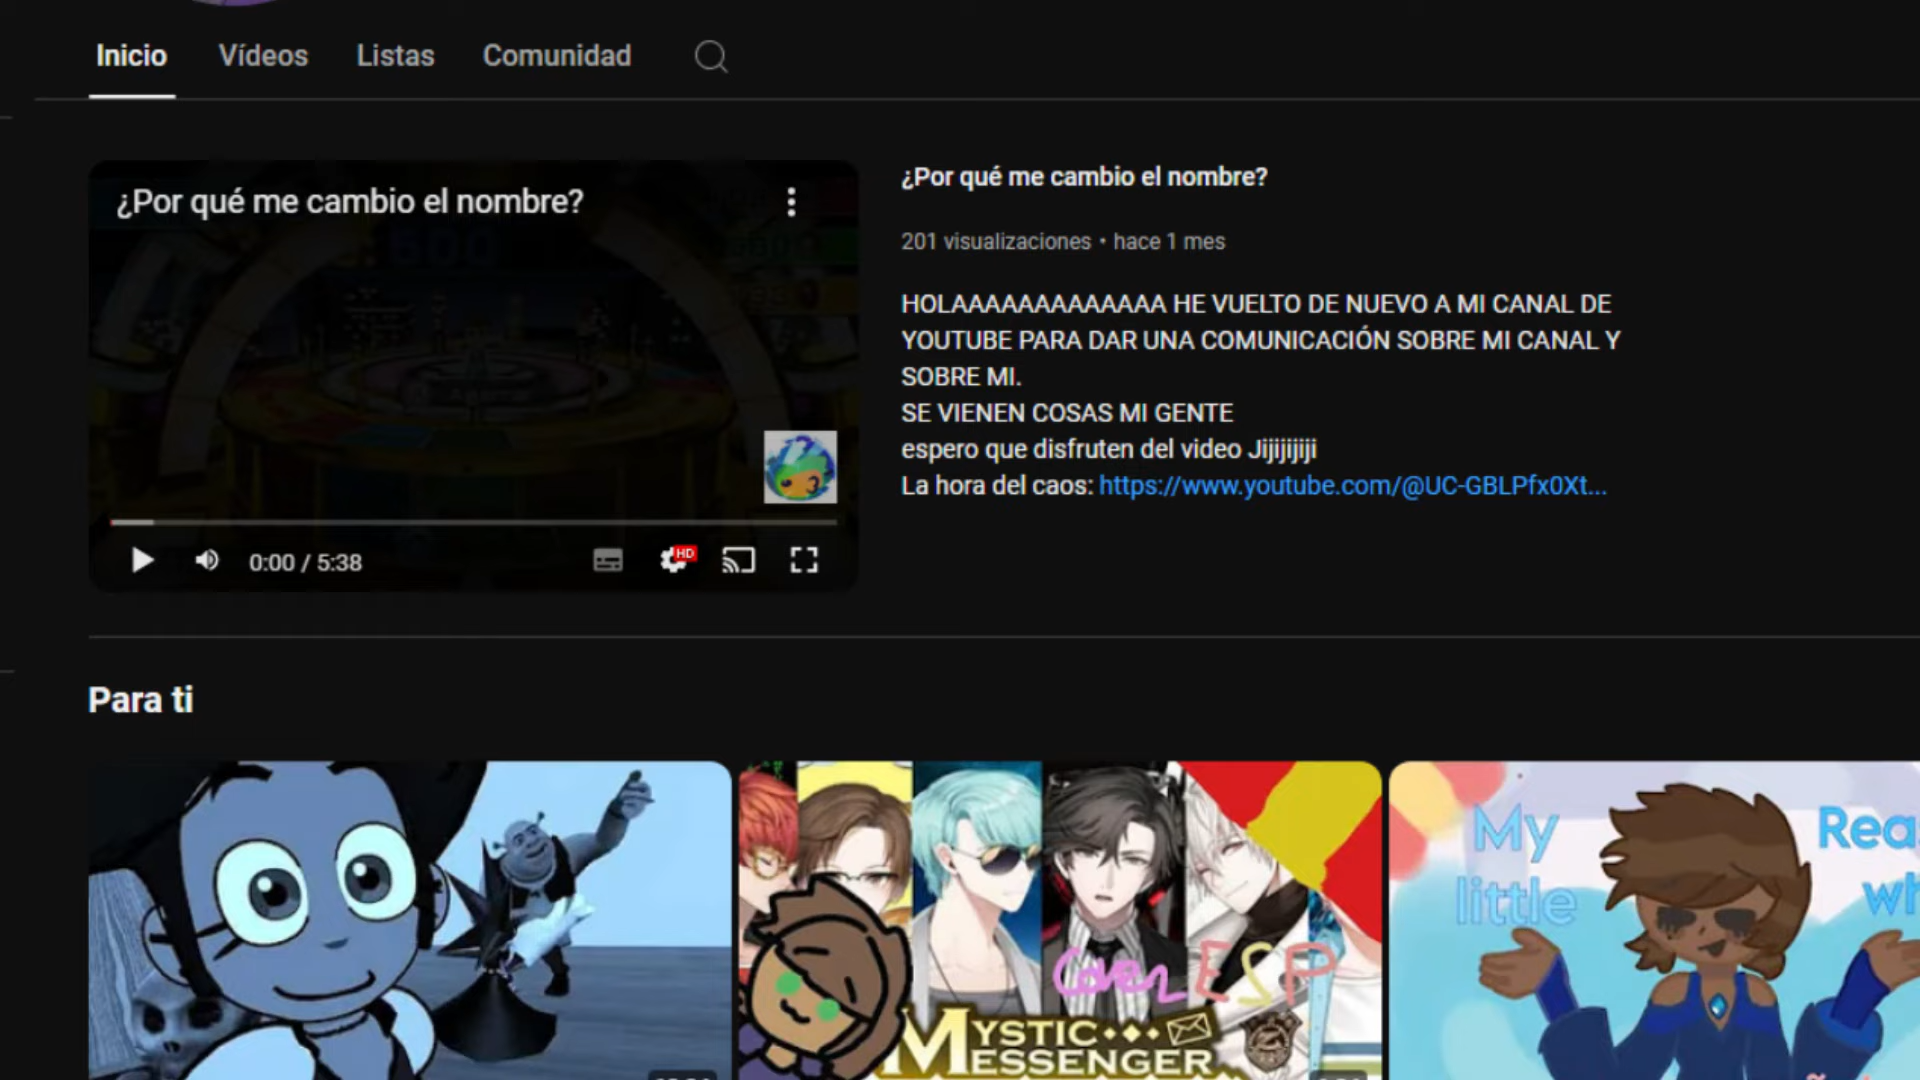 Inicio Vídeos Listas Comunidad
¿Por qué me cambio el nombre?
600
0:00 / 5:38
HD
¿Por qué me cambio el nombre?
201 visualizaciones • hace 1 mes
HOLAAAAAAAAAAAAA HE VUELTO DE NUEVO A MI CANAL DE
YOUTUBE PARA DAR UNA COMUNICACIÓN SOBRE MI CANAL Y
SOBRE MI.
SE VIENEN COSAS MI GENTE
espero que disfruten del video Jijijijiji
La hora del caos: https://www.youtube.com/@UC-GBLPfx0Xt...
Para ti
Cover ESP
MYSTIC
MESSENGER
My
little